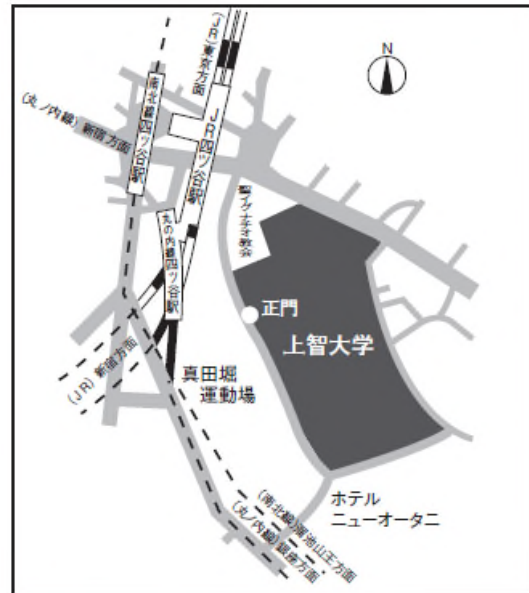 (JR)東京方面
N
南北線四ツ谷駅
JR四ツ谷駅
(丸ノ内線)新宿方面
聖イグナチオ教会
丸の内線四ツ谷駅
正門
上智大学
(JR)新宿方面
真田堀
運動場
ホテル
ニューオータニ
(南北線)溜池山王方面
(丸ノ内線)銀座方面